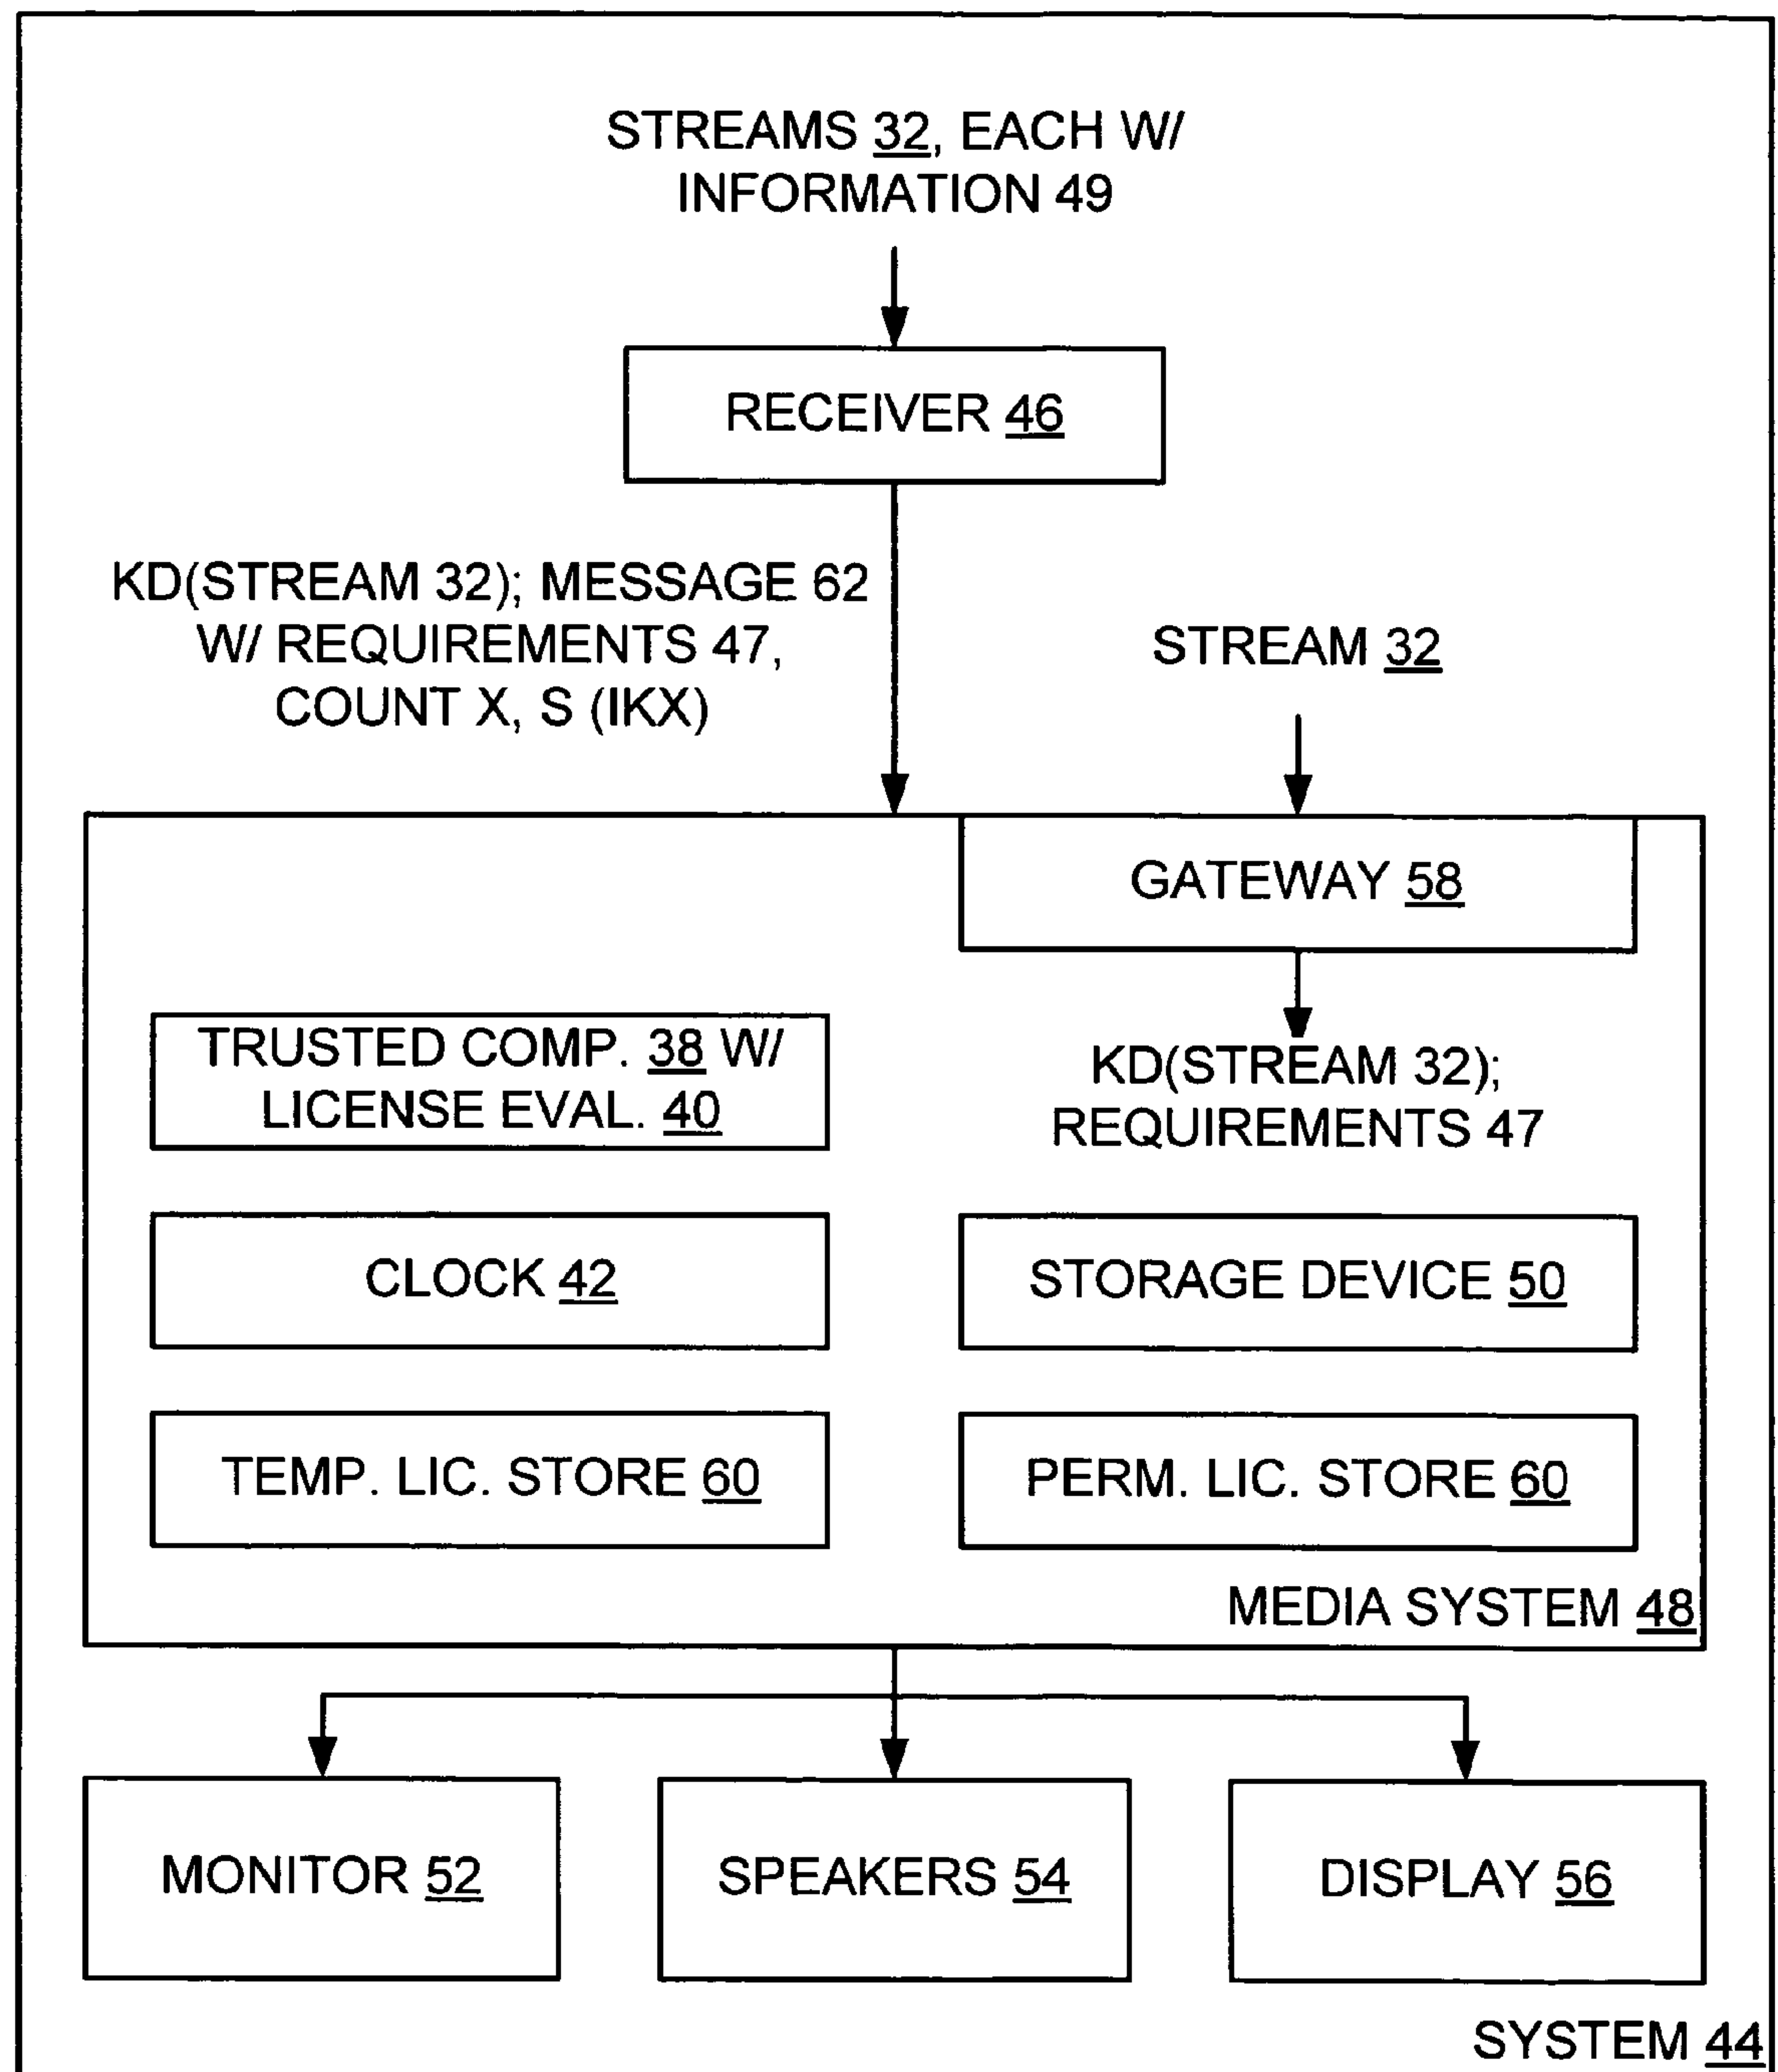 STREAMS 32, EACH W/
INFORMATION 49
RECEIVER 46
KD(STREAM 32); MESSAGE 62
W/ REQUIREMENTS 47,
COUNT X, S (IKX)
STREAM 32
GATEWAY 58
TRUSTED COMP. 38 W/
LICENSE EVAL. 40
KD(STREAM 32);
REQUIREMENTS 47
CLOCK 42
STORAGE DEVICE 50
TEMP. LIC. STORE 60
PERM. LIC. STORE 60
MEDIA SYSTEM 48
MONITOR 52
SPEAKERS 54
DISPLAY 56
SYSTEM 44